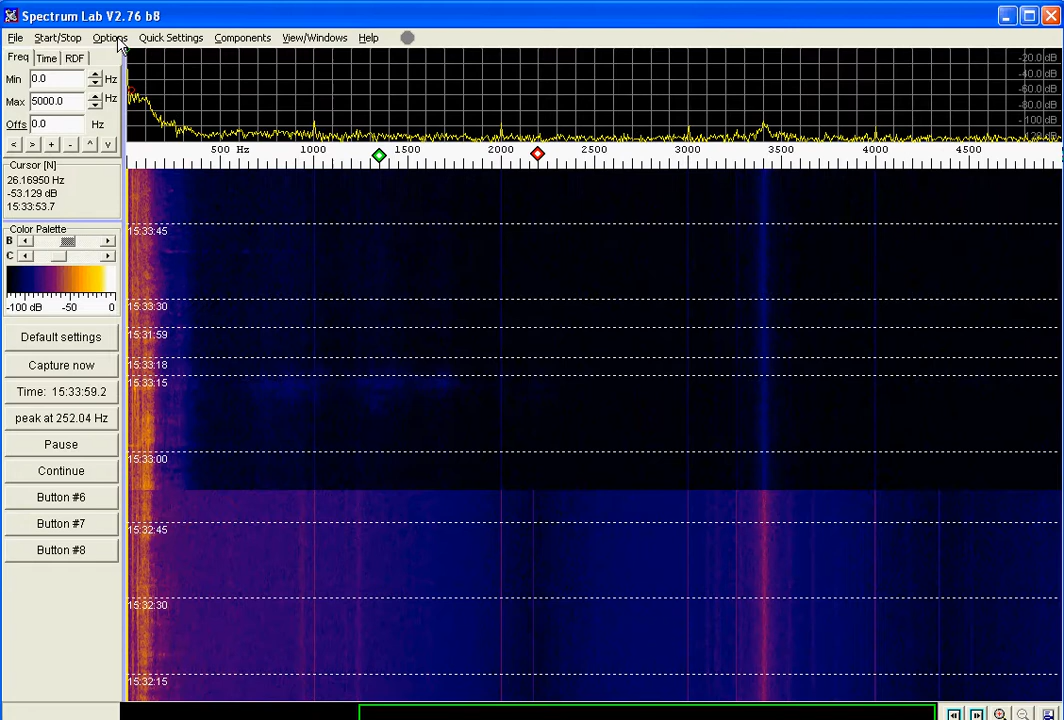 Spectrum Lab V2.76 b8
File Start/Stop Options Quick Settings Components View/Windows Help
Freq Time RDF
Min 0.0 Hz
Max 5000.0 Hz
Offs 0.0 Hz
< > + - ^ v
Cursor [N]
26.16950 Hz
-53.129 dB
15:33:53.7
Color Palette
B
C
-100 dB -50 0
Default settings
Capture now
Time: 15:33:59.2
peak at 252.04 Hz
Pause
Continue
Button #6
Button #7
Button #8
-20.0 dB
-40.0 dB
-60.0 dB
-80.0 dB
-100 dB
500 Hz 1000 1500 2000 2500 3000 3500 4000 4500
15:33:45
15:33:30
15:31:59
15:33:18
15:33:15
15:33:00
15:32:45
15:32:30
15:32:15